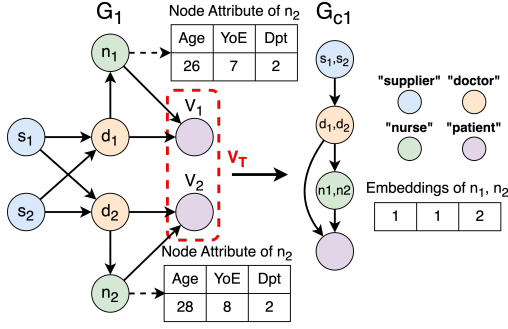 G1
Node Attribute of n2
Age YoE Dpt
26 7 2
n1
V1
s1
d1
V2
s2
d2
VT
n2
Node Attribute of n2
Age YoE Dpt
28 8 2
Gc1
s1,s2
d1,d2
n1,n2
"supplier" "doctor"
"nurse" "patient"
Embeddings of n1, n2
1 1 2